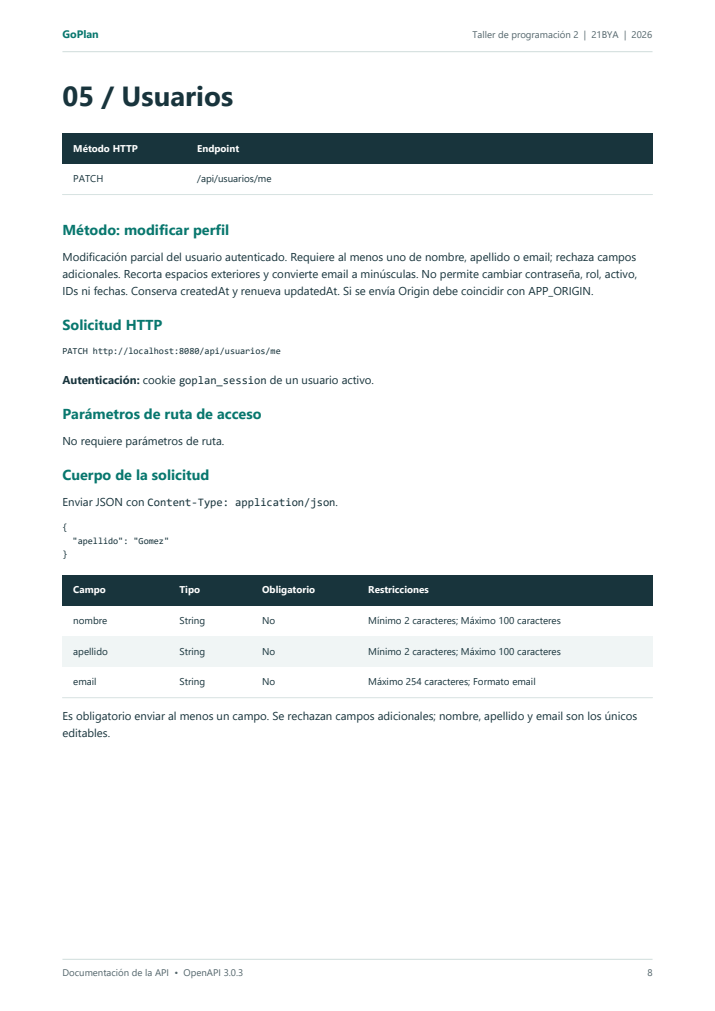 GoPlan
Taller de programación 2 | 21BYA | 2026
05 / Usuarios
Método HTTP Endpoint
PATCH /api/usuarios/me
Método: modificar perfil
Modificación parcial del usuario autenticado. Requiere al menos uno de nombre, apellido o email; rechaza campos
adicionales. Recorta espacios exteriores y convierte email a minúsculas. No permite cambiar contraseña, rol, activo,
IDs ni fechas. Conserva createdAt y renueva updatedAt. Si se envía Origin debe coincidir con APP_ORIGIN.
Solicitud HTTP
PATCH http://localhost:8080/api/usuarios/me
Autenticación: cookie goplan_session de un usuario activo.
Parámetros de ruta de acceso
No requiere parámetros de ruta.
Cuerpo de la solicitud
Enviar JSON con Content-Type: application/json.
{
  "apellido": "Gomez"
}
Campo Tipo Obligatorio Restricciones
nombre String No Mínimo 2 caracteres; Máximo 100 caracteres
apellido String No Mínimo 2 caracteres; Máximo 100 caracteres
email String No Máximo 254 caracteres; Formato email
Es obligatorio enviar al menos un campo. Se rechazan campos adicionales; nombre, apellido y email son los únicos
editables.
Documentación de la API • OpenAPI 3.0.3
8